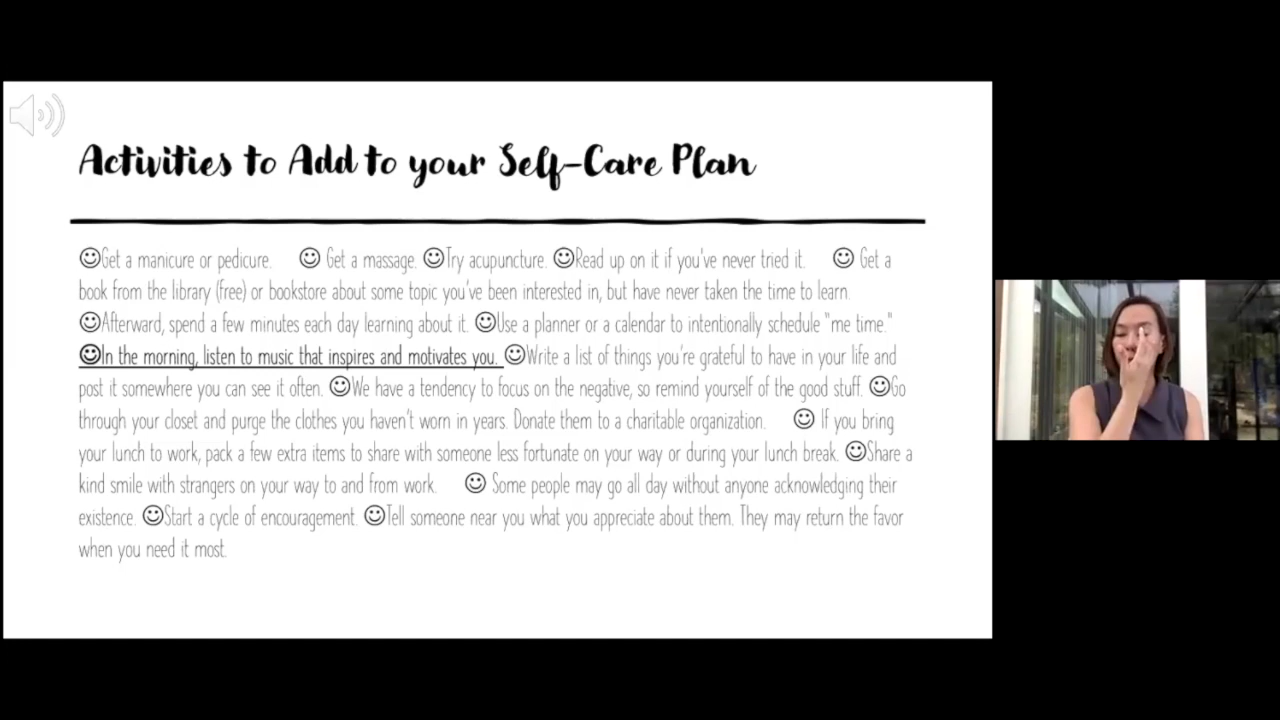 Activities to Add to your Self-Care Plan
☺Get a manicure or pedicure. ☺ Get a massage. ☺Try acupuncture. ☺Read up on it if you've never tried it. ☺ Get a
book from the library (free) or bookstore about some topic you've been interested in, but have never taken the time to learn.
☺Afterward, spend a few minutes each day learning about it. ☺Use a planner or a calendar to intentionally schedule "me time."
☺In the morning, listen to music that inspires and motivates you. ☺Write a list of things you're grateful to have in your life and
post it somewhere you can see it often. ☺We have a tendency to focus on the negative, so remind yourself of the good stuff. ☺Go
through your closet and purge the clothes you haven't worn in years. Donate them to a charitable organization. ☺ If you bring
your lunch to work, pack a few extra items to share with someone less fortunate on your way or during your lunch break. ☺Share a
kind smile with strangers on your way to and from work. ☺ Some people may go all day without anyone acknowledging their
existence. ☺Start a cycle of encouragement. ☺Tell someone near you what you appreciate about them. They may return the favor
when you need it most.